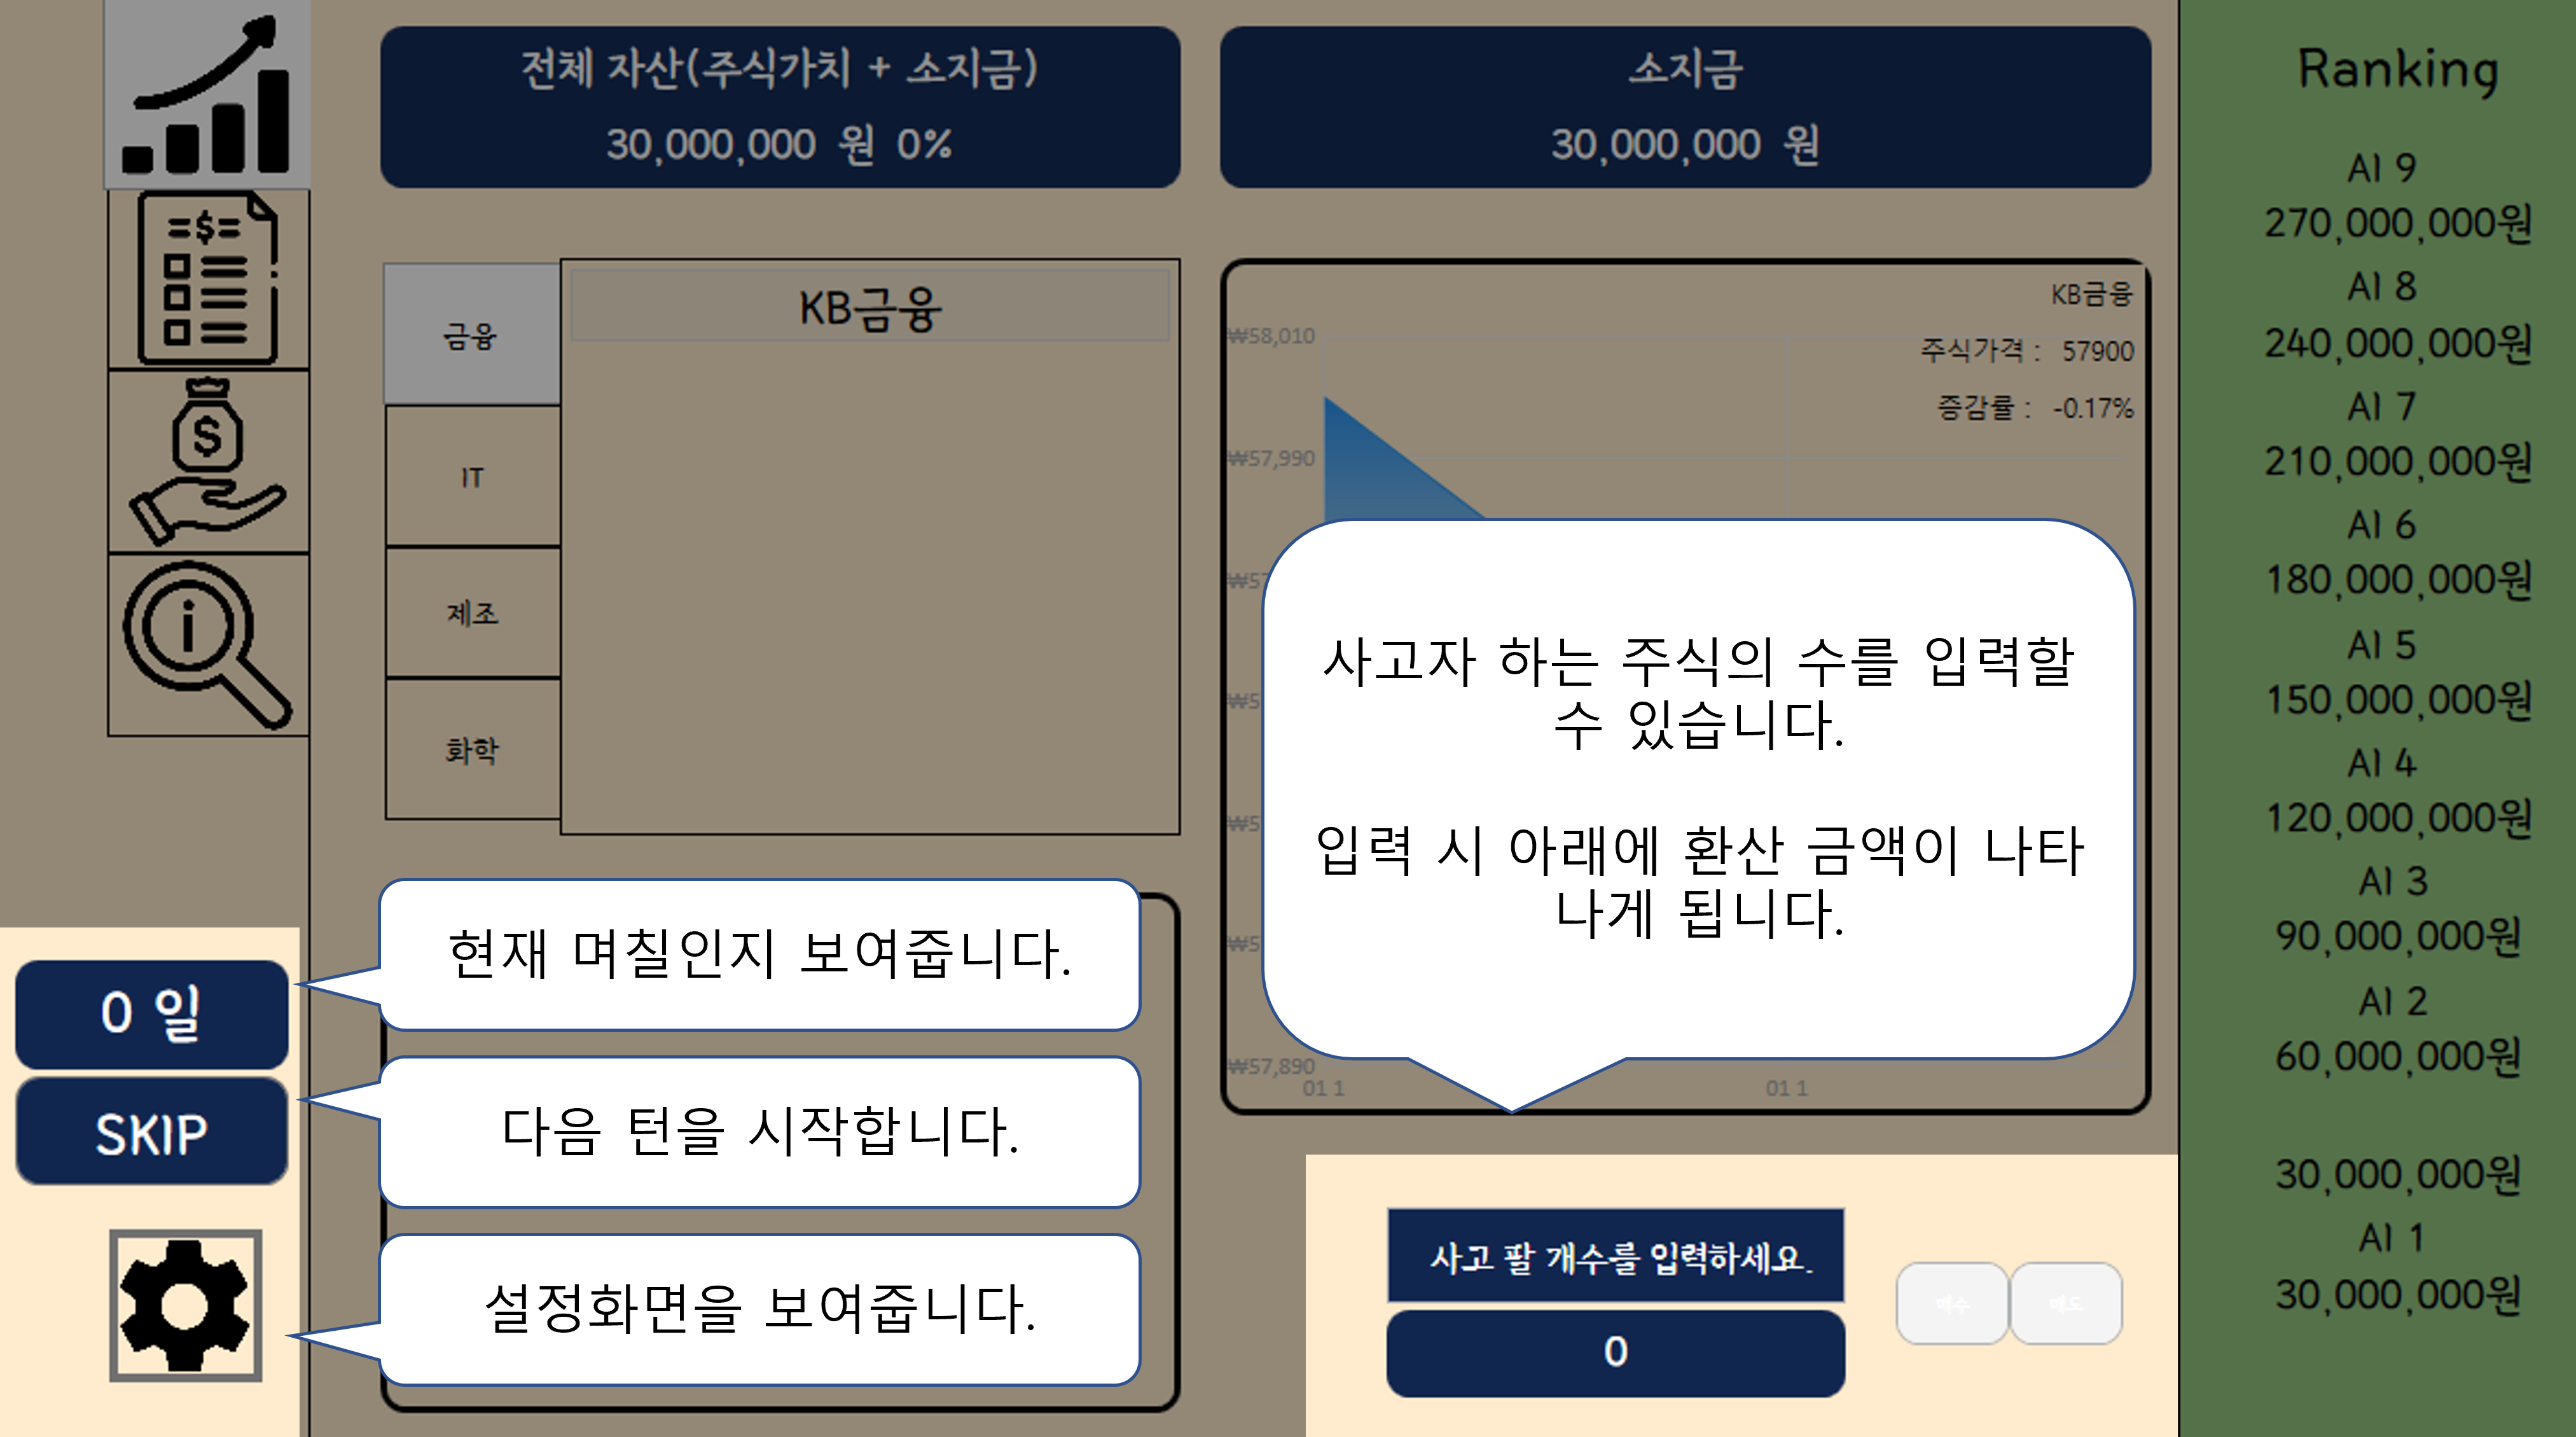 전체 자산(주식가치 + 소지금)
30,000,000 원 0%
소지금
30,000,000 원
금융
IT
제조
화학
KB금융
KB금융
주식가격 : 57900
증감률 : -0.17%
₩58,010
₩57,990
₩57,890
01 1
01 1
사고자 하는 주식의 수를 입력할
수 있습니다.
입력 시 아래에 환산 금액이 나타
나게 됩니다.
현재 며칠인지 보여줍니다.
다음 턴을 시작합니다.
설정화면을 보여줍니다.
0 일
SKIP
사고 팔 개수를 입력하세요.
0
매수
매도
Ranking
AI 9
270,000,000원
AI 8
240,000,000원
AI 7
210,000,000원
AI 6
180,000,000원
AI 5
150,000,000원
AI 4
120,000,000원
AI 3
90,000,000원
AI 2
60,000,000원
30,000,000원
AI 1
30,000,000원